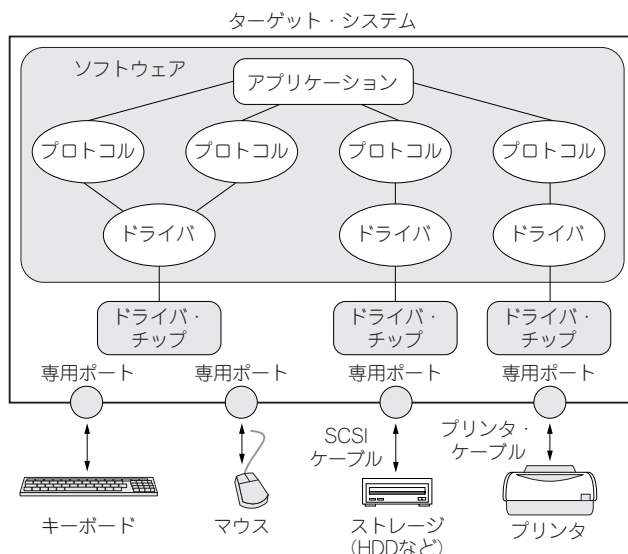 ターゲット・システム
ソフトウェア
アプリケーション
プロトコル
プロトコル
プロトコル
プロトコル
ドライバ
ドライバ
ドライバ
ドライバ・
チップ
ドライバ・
チップ
ドライバ・
チップ
専用ポート
専用ポート
専用ポート
専用ポート
SCSI
ケーブル
プリンタ・
ケーブル
キーボード
マウス
ストレージ
(HDDなど)
プリンタ